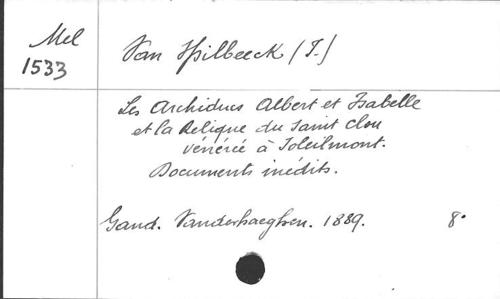 Mel
1533
Van Spilbeeck (I.)
Les Archiducs Albert et Isabelle
et la Relique du Saint Clou
vénérée à Soleilmont.
Documents inédits.
Gand. Vanderhaeghen. 1889. 8°